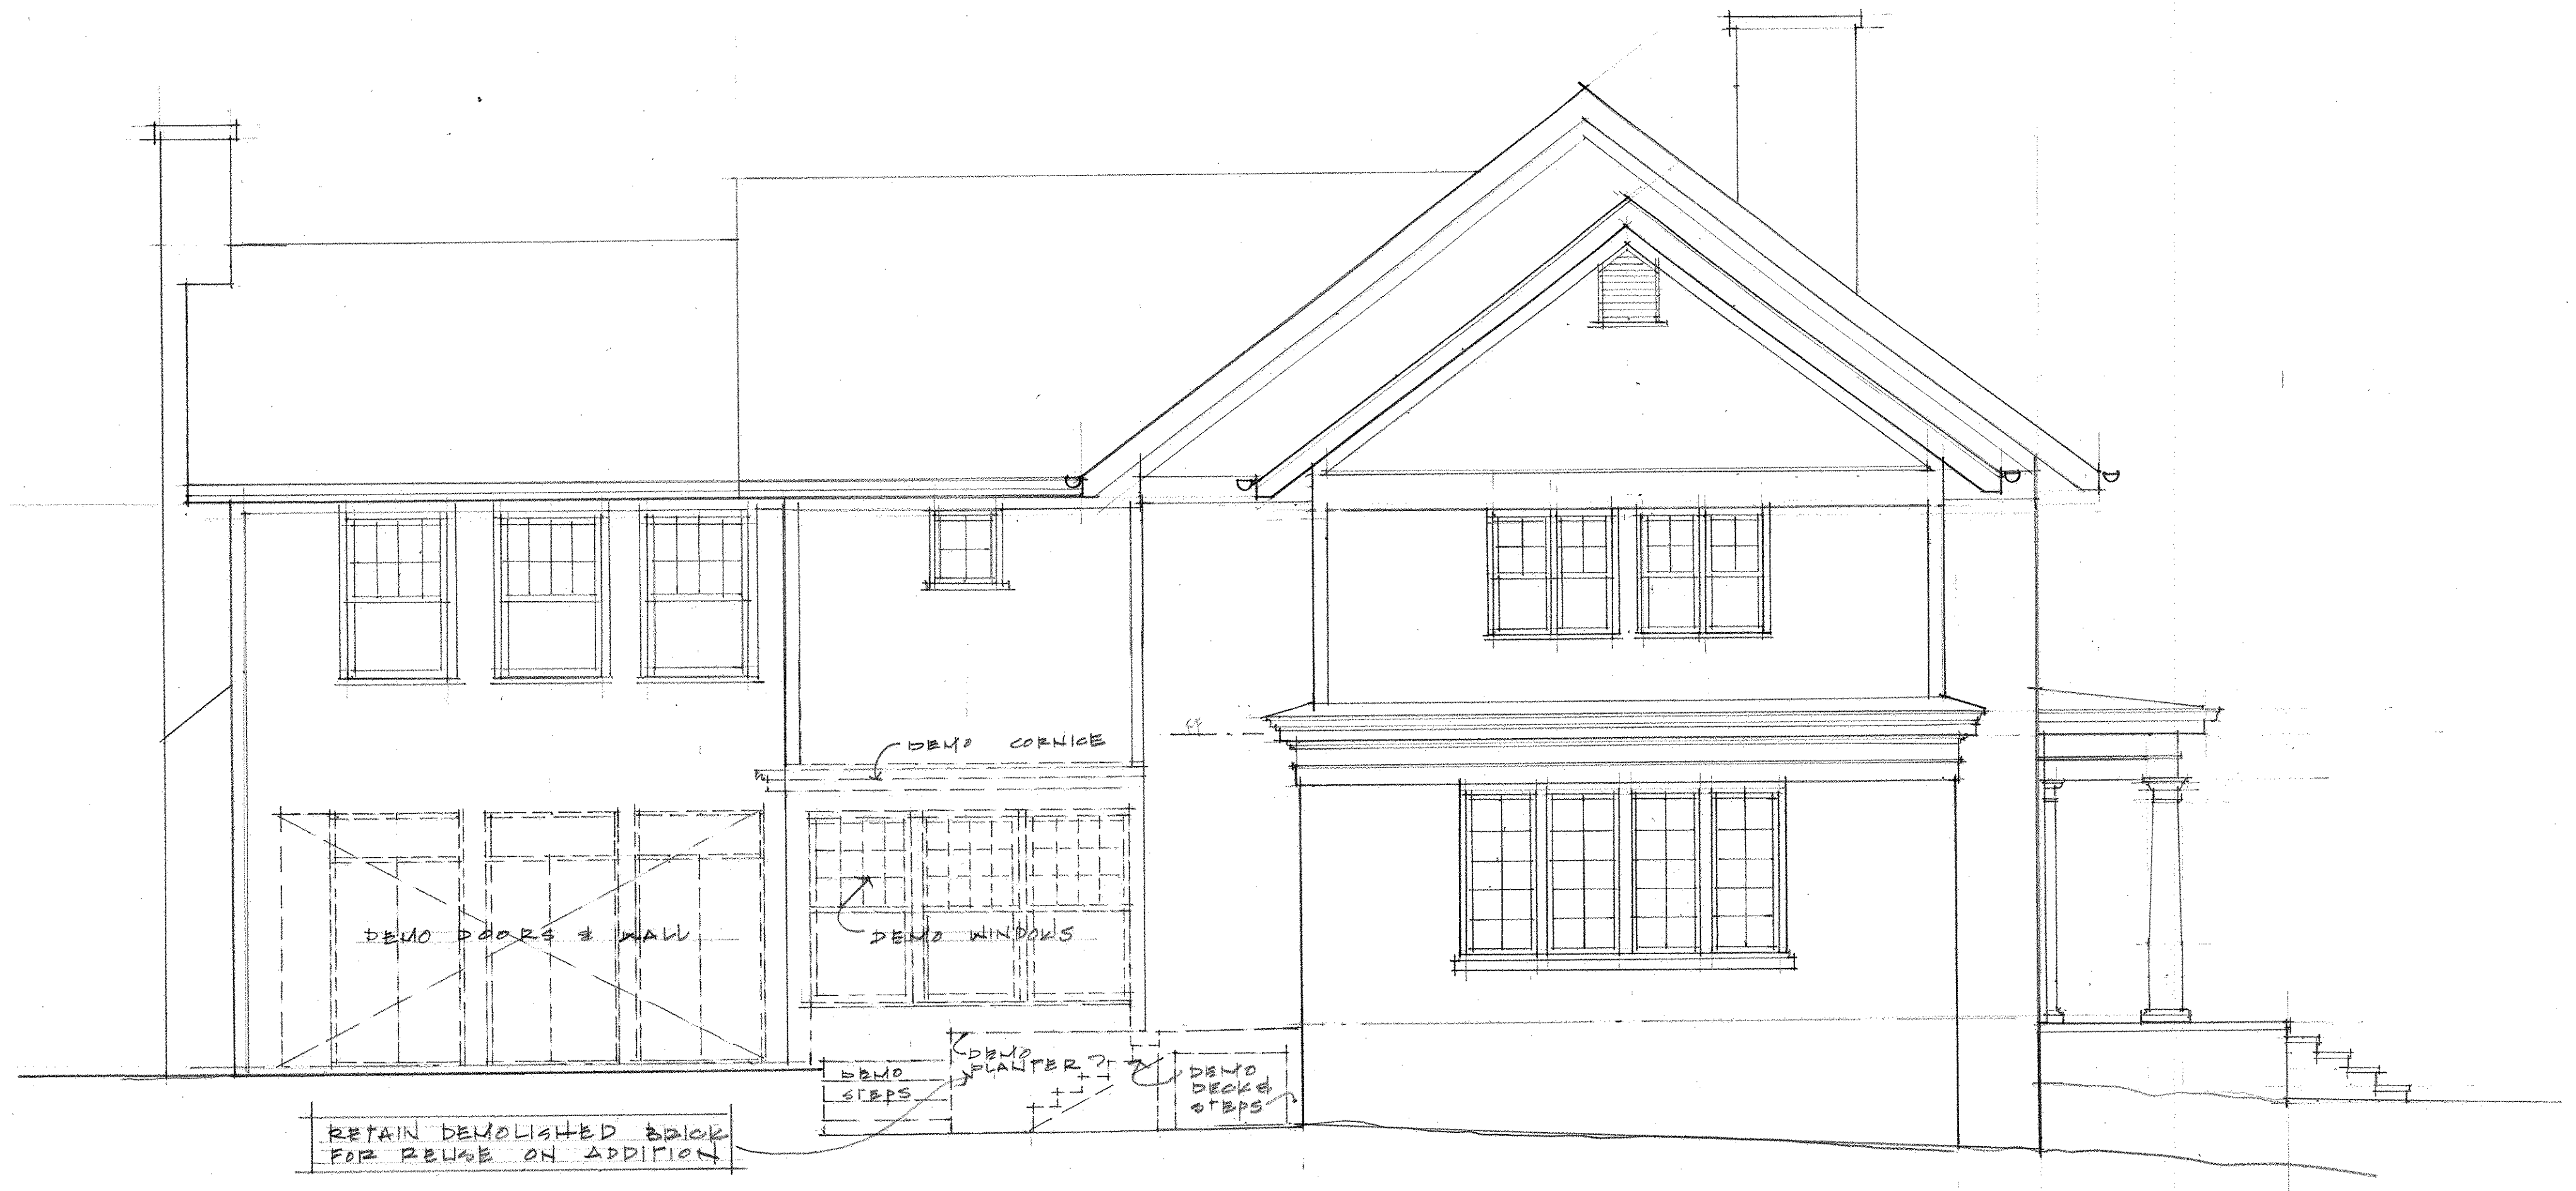 DEMO CORNICE
DEMO DOORS & WALL
DEMO WINDOWS
DEMO
PLANTER
DEMO
STEPS
DEMO
DECK &
STEPS
RETAIN DEMOLISHED BRICK
FOR REUSE ON ADDITION